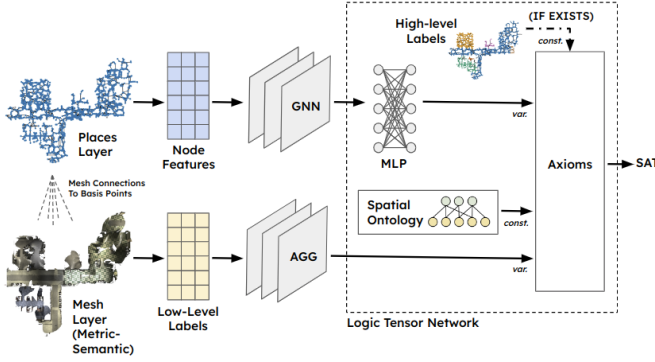 High-level
Labels
(IF EXISTS)
const.
Places
Layer
Node
Features
GNN
MLP
var.
Axioms
SAT
Mesh Connections
To Basis Points
Spatial
Ontology
const.
Mesh
Layer
(Metric-
Semantic)
Low-Level
Labels
AGG
var.
Logic Tensor Network